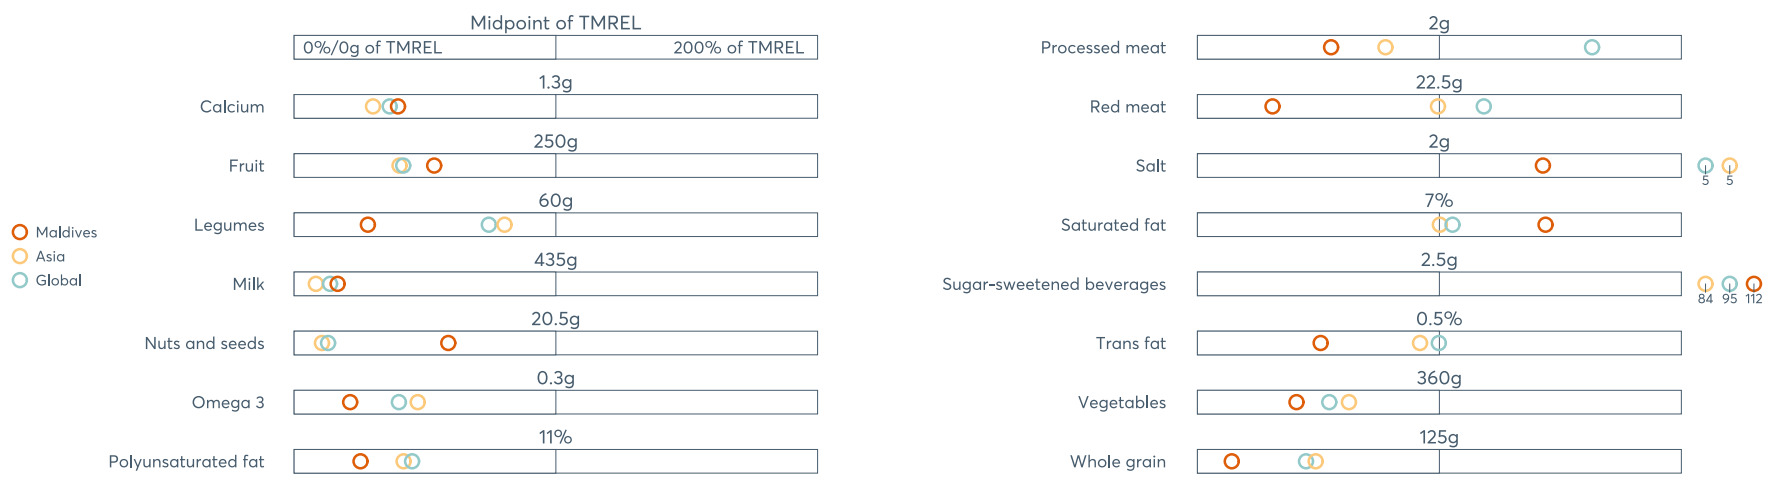 Midpoint of TMREL
0%/0g of TMREL
200% of TMREL
1.3g
Calcium
250g
Fruit
60g
Legumes
435g
Milk
20.5g
Nuts and seeds
0.3g
Omega 3
11%
Polyunsaturated fat
Maldives
Asia
Global
2g
Processed meat
22.5g
Red meat
2g
Salt
5 5
7%
Saturated fat
2.5g
Sugar-sweetened beverages
84 95 112
0.5%
Trans fat
360g
Vegetables
125g
Whole grain